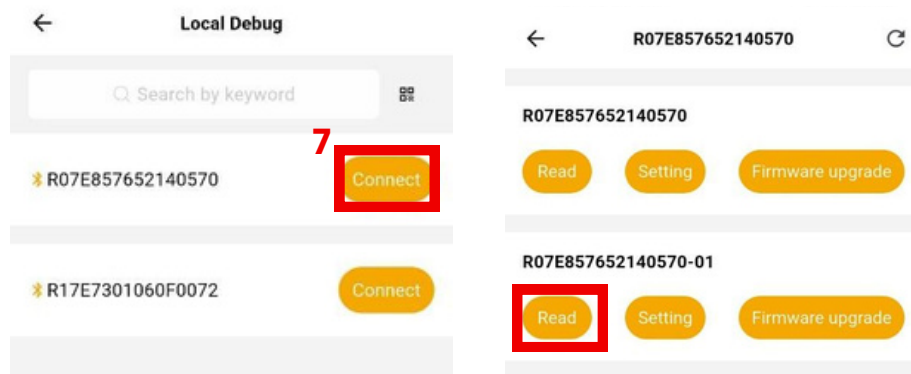 Local Debug
Search by keyword
7
R07E857652140570
Connect
R17E7301060F0072
Connect
R07E857652140570
R07E857652140570
Read
Setting
Firmware upgrade
R07E857652140570-01
Read
Setting
Firmware upgrade